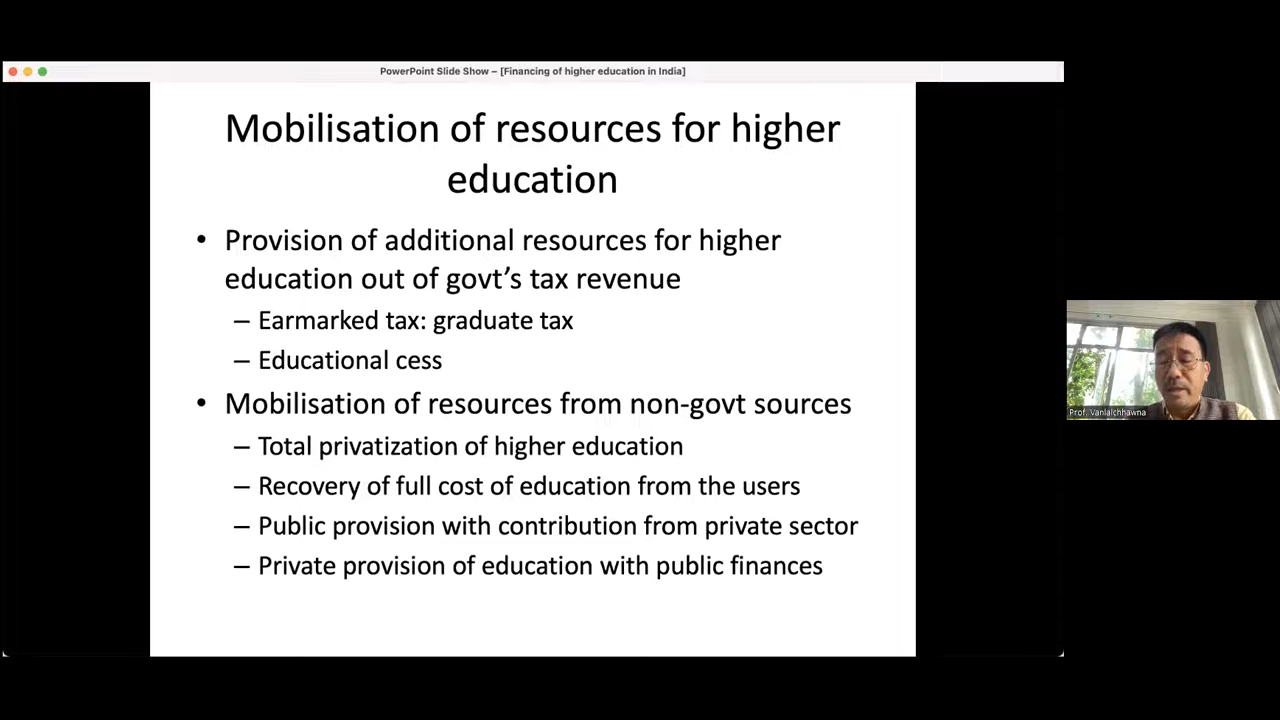 PowerPoint Slide Show – [Financing of higher education in India]
Mobilisation of resources for higher
education
• Provision of additional resources for higher
education out of govt’s tax revenue
– Earmarked tax: graduate tax
– Educational cess
• Mobilisation of resources from non-govt sources
– Total privatization of higher education
– Recovery of full cost of education from the users
– Public provision with contribution from private sector
– Private provision of education with public finances
Prof. Vanlalchhawna